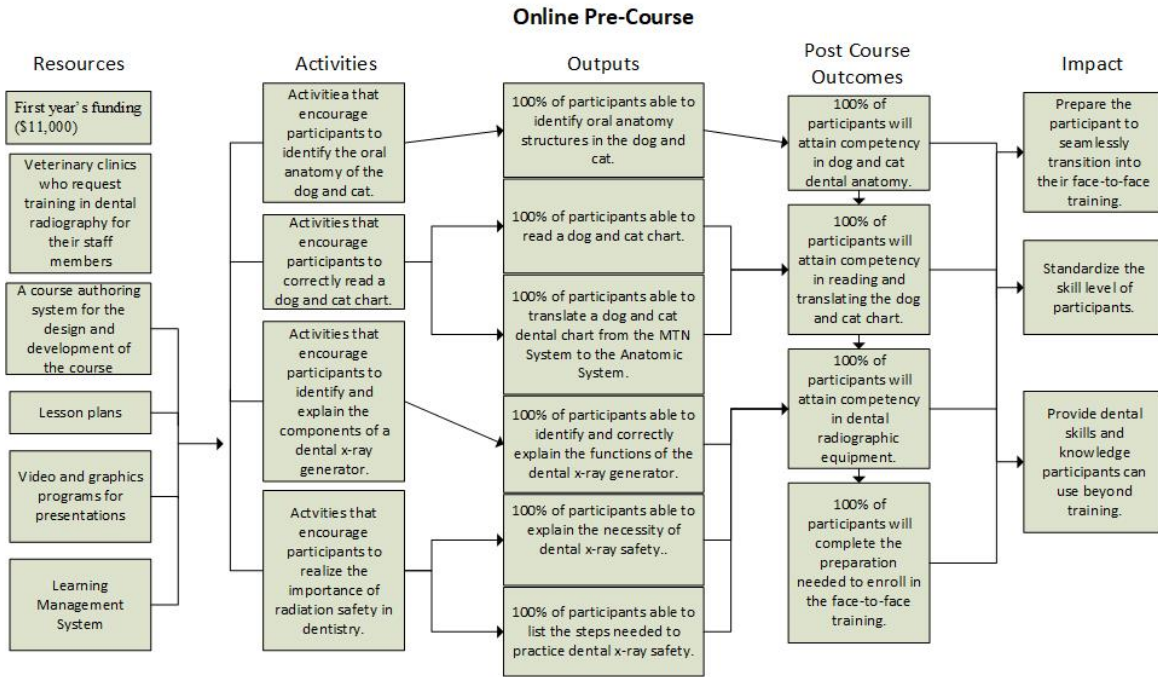 Online Pre-Course
Resources
First year's funding
($11,000)
Veterinary clinics
who request
training in dental
radiography for
their staff
members
A course authoring
system for the
design and
development of
the course
Lesson plans
Video and graphics
programs for
presentations
Learning
Management
System
Activities
Activitiea that
encourage
participants to
identify the oral
anatomy of the
dog and cat.
Activities that
encourage
participants to
correctly read a
dog and cat chart.
Activities that
encourage
participants to
identify and
explain the
components of a
dental x-ray
generator.
Actvities that
encourage
participants to
realize the
importance of
radiation safety in
dentistry.
Outputs
100% of participants able to
identify oral anatomy
structures in the dog and
cat.
100% of participants able to
read a dog and cat chart.
100% of participants able to
translate a dog and cat
dental chart from the MTN
System to the Anatomic
System.
100% of participants able to
identify and correctly
explain the functions of the
dental x-ray generator.
100% of participants able to
explain the necessity of
dental x-ray safety..
100% of participants able to
list the steps needed to
practice dental x-ray safety.
Post Course
Outcomes
100% of
participants will
attain competency
in dog and cat
dental anatomy.
100% of
participants will
attain competency
in reading and
translating the dog
and cat chart.
100% of
participants will
attain competency
in dental
radiographic
equipment.
100% of
participants will
complete the
preparation
needed to enroll in
the face-to-face
training.
Impact
Prepare the
participant to
seamlessly
transition into
their face-to-face
training.
Standardize the
skill level of
participants.
Provide dental
skills and
knowledge
participants can
use beyond
training.